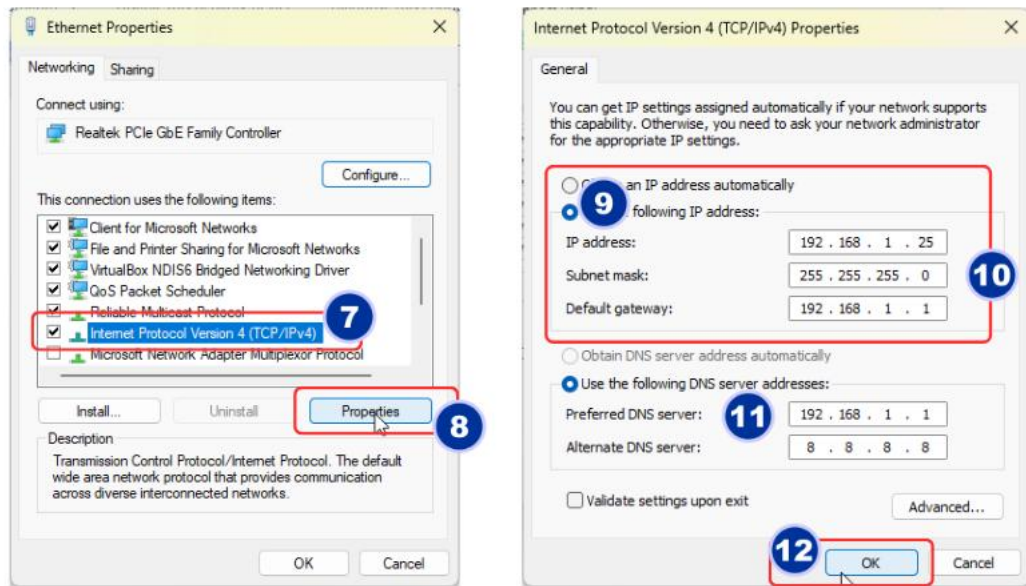 Ethernet Properties
Networking Sharing
Connect using:
Realtek PCIe GbE Family Controller
Configure...
This connection uses the following items:
Client for Microsoft Networks
File and Printer Sharing for Microsoft Networks
VirtualBox NDIS6 Bridged Networking Driver
QoS Packet Scheduler
Reliable Multicast Protocol
7
Internet Protocol Version 4 (TCP/IPv4)
Microsoft Network Adapter Multiplexor Protocol
Install... Uninstall Properties
8
Description
Transmission Control Protocol/Internet Protocol. The default
wide area network protocol that provides communication
across diverse interconnected networks.
OK Cancel
Internet Protocol Version 4 (TCP/IPv4) Properties
General
You can get IP settings assigned automatically if your network supports
this capability. Otherwise, you need to ask your network administrator
for the appropriate IP settings.
an IP address automatically
9
following IP address:
IP address: 192 . 168 . 1 . 25
Subnet mask: 255 . 255 . 255 . 0
10
Default gateway: 192 . 168 . 1 . 1
Obtain DNS server address automatically
Use the following DNS server addresses:
Preferred DNS server: 11 192 . 168 . 1 . 1
Alternate DNS server: 8 . 8 . 8 . 8
Validate settings upon exit
Advanced...
12
OK Cancel